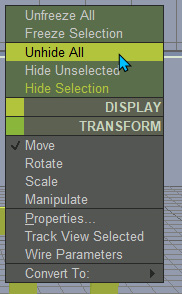 Unfreeze All
Freeze Selection
Unhide All
Hide Unselected
Hide Selection
DISPLAY
TRANSFORM
Move
Rotate
Scale
Manipulate
Properties...
Track View Selected
Wire Parameters
Convert To: